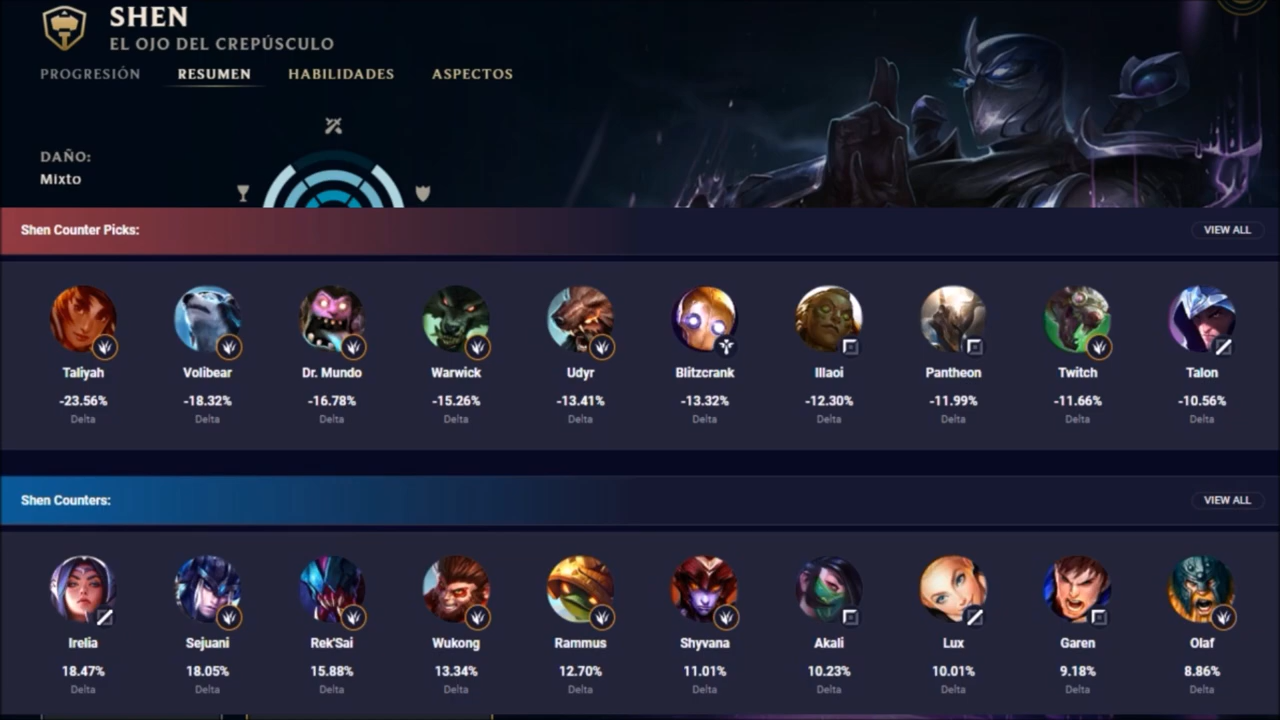 SHEN
EL OJO DEL CREPÚSCULO
PROGRESIÓN RESUMEN HABILIDADES ASPECTOS
DAÑO:
Mixto
Shen Counter Picks: VIEW ALL
Taliyah Volibear Dr. Mundo Warwick Udyr Blitzcrank Illaoi Pantheon Twitch Talon
-23.56% -18.32% -16.78% -15.26% -13.41% -13.32% -12.30% -11.99% -11.66% -10.56%
Delta Delta Delta Delta Delta Delta Delta Delta Delta Delta
Shen Counters: VIEW ALL
Irelia Sejuani Rek'Sai Wukong Rammus Shyvana Akali Lux Garen Olaf
18.47% 18.05% 15.88% 13.34% 12.70% 11.01% 10.23% 10.01% 9.18% 8.86%
Delta Delta Delta Delta Delta Delta Delta Delta Delta Delta